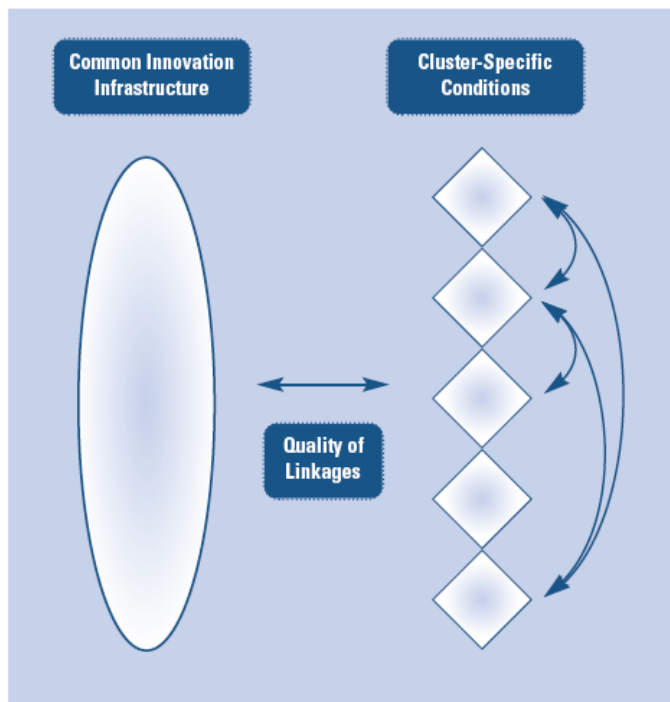 Common Innovation
Infrastructure
Cluster-Specific
Conditions
Quality of
Linkages